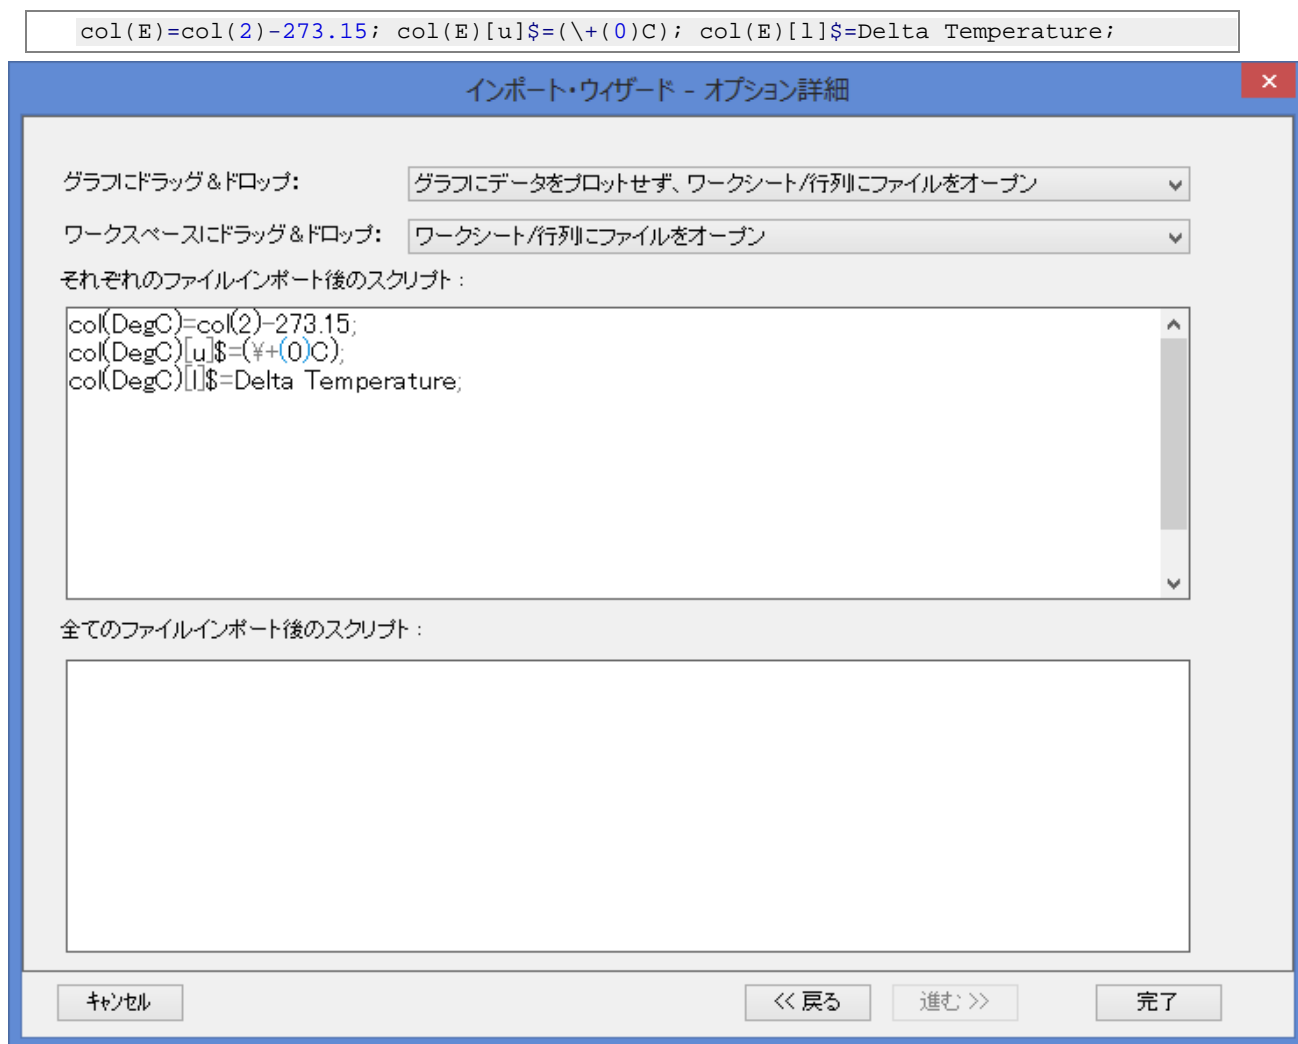 col(E)=col(2)-273.15; col(E)[u]$=(\+(0)C); col(E)[l]$=Delta Temperature;
インポート・ウィザード - オプション詳細
グラフにドラッグ&ドロップ: グラフにデータをプロットせず、ワークシート/行列にファイルをオープン
ワークスペースにドラッグ&ドロップ: ワークシート/行列にファイルをオープン
それぞれのファイルインポート後のスクリプト:
col(DegC)=col(2)-273.15;
col(DegC)[u]$=(¥+(0)C);
col(DegC)[l]$=Delta Temperature;
全てのファイルインポート後のスクリプト:
キャンセル << 戻る 進む >> 完了